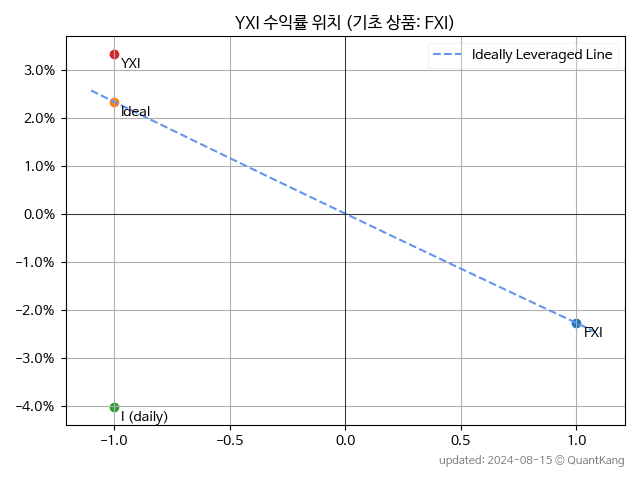 YXI 수익률 위치 (기초 상품: FXI)
Ideally Leveraged Line
YXI
Ideal
FXI
I (daily)
3.0%
2.0%
1.0%
0.0%
-1.0%
-2.0%
-3.0%
-4.0%
-1.0 -0.5 0.0 0.5 1.0
updated: 2024-08-15 © QuantKang